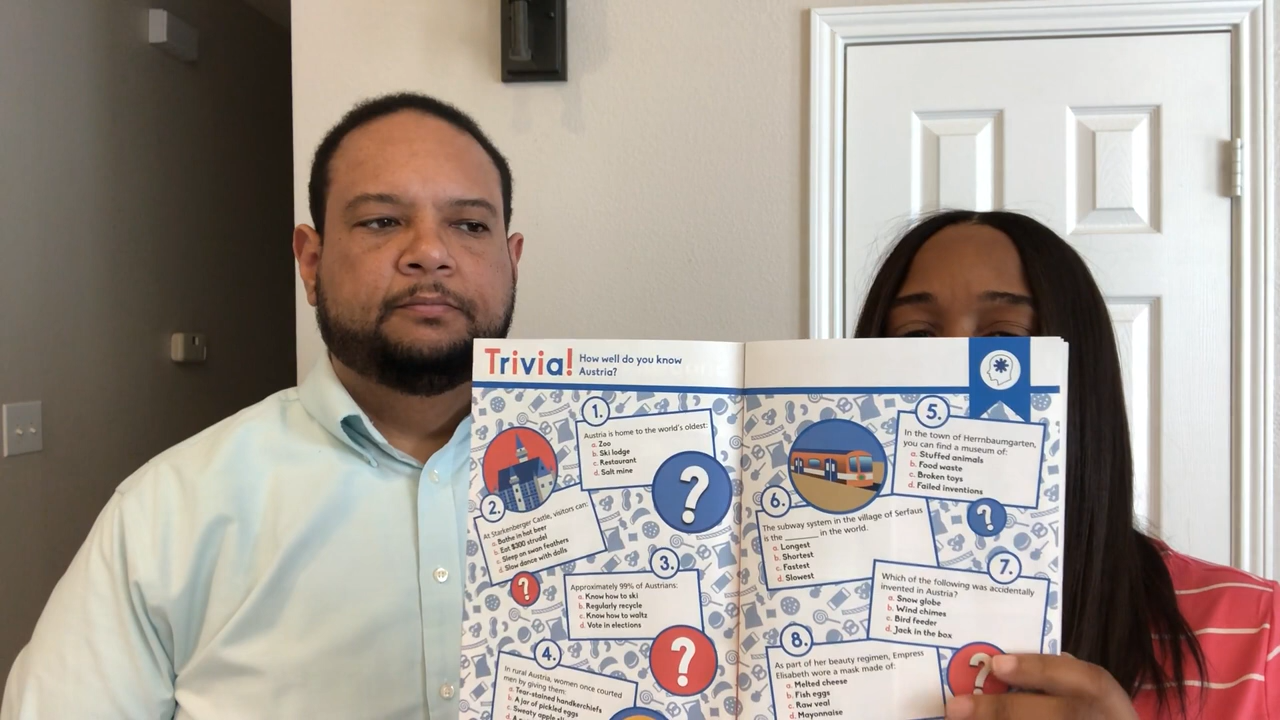 Trivia!
How well do you know
Austria?
1.
Austria is home to the world's oldest:
a. Zoo
b. Ski lodge
c. Restaurant
d. Salt mine
?
2.
At Starkenberger Castle, visitors can:
a. Bathe in hot beer
b. Eat $300 strudel
c. Sleep on swan feathers
d. Slow dance with dolls
?
3.
Approximately 99% of Austrians:
a. Know how to ski
b. Regularly recycle
c. Know how to waltz
d. Vote in elections
?
4.
In rural Austria, women once courted
men by giving them:
a. Tear-stained handkerchiefs
b. A jar of pickled eggs
c. Sweaty apple
d. A
5.
In the town of Herrnbaumgarten,
you can find a museum of:
a. Stuffed animals
b. Food waste
c. Broken toys
d. Failed inventions
?
6.
The subway system in the village of Serfaus
is the ________ in the world.
a. Longest
b. Shortest
c. Fastest
d. Slowest
7.
Which of the following was accidentally
invented in Austria?
a. Snow globe
b. Wind chimes
c. Bird feeder
d. Jack in the box
8.
As part of her beauty regimen, Empress
Elisabeth wore a mask made of:
a. Melted cheese
b. Fish eggs
c. Raw veal
d. Mayonnaise
?